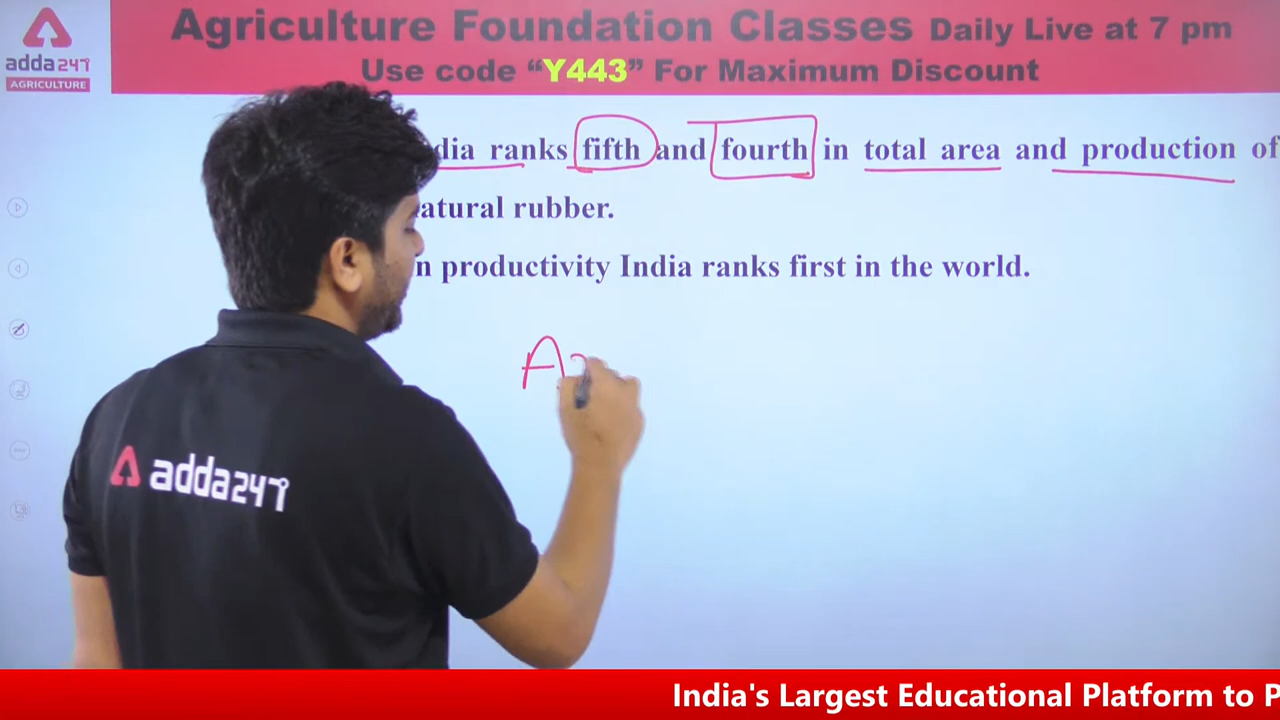 Agriculture Foundation Classes Daily Live at 7 pm
Use code “Y443” For Maximum Discount
adda247
AGRICULTURE
dia ranks fifth and fourth in total area and production of
atural rubber.
n productivity India ranks first in the world.
A
adda247
India's Largest Educational Platform to P